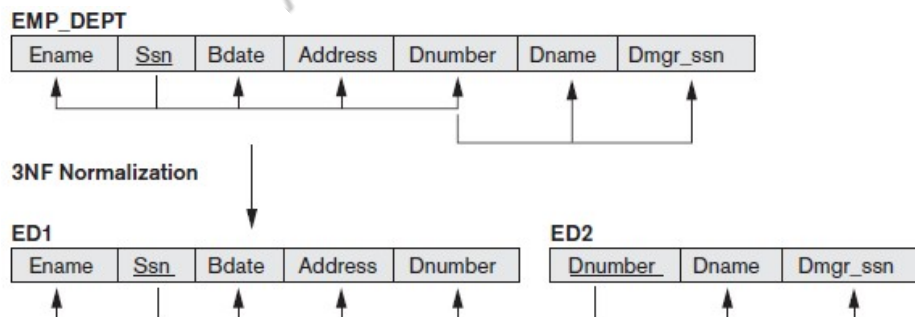 EMP_DEPT
Ename Ssn Bdate Address Dnumber Dname Dmgr_ssn
3NF Normalization
ED1 ED2
Ename Ssn Bdate Address Dnumber Dnumber Dname Dmgr_ssn